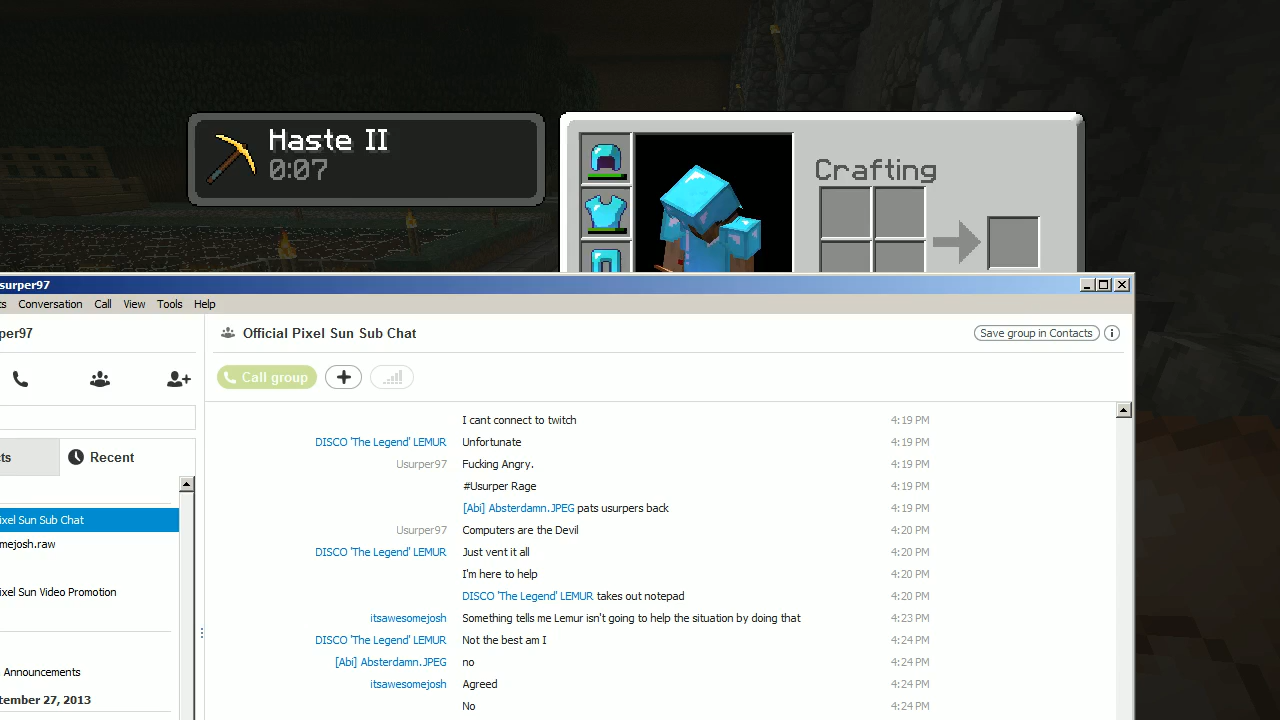 Haste II
0:07
Crafting
surper97
ts Conversation Call View Tools Help
per97
Official Pixel Sun Sub Chat
Save group in Contacts
Call group
cts
Recent
ixel Sun Sub Chat
mejosh.raw
ixel Sun Video Promotion
Announcements
tember 27, 2013
I cant connect to twitch 4:19 PM
DISCO 'The Legend' LEMUR Unfortunate 4:19 PM
Usurper97 Fucking Angry. 4:19 PM
#Usurper Rage 4:19 PM
[Abi] Absterdamn.JPEG pats usurpers back 4:19 PM
Usurper97 Computers are the Devil 4:20 PM
DISCO 'The Legend' LEMUR Just vent it all 4:20 PM
I'm here to help 4:20 PM
DISCO 'The Legend' LEMUR takes out notepad 4:20 PM
itsawesomejosh Something tells me Lemur isn't going to help the situation by doing that 4:23 PM
DISCO 'The Legend' LEMUR Not the best am I 4:24 PM
[Abi] Absterdamn.JPEG no 4:24 PM
itsawesomejosh Agreed 4:24 PM
No 4:24 PM